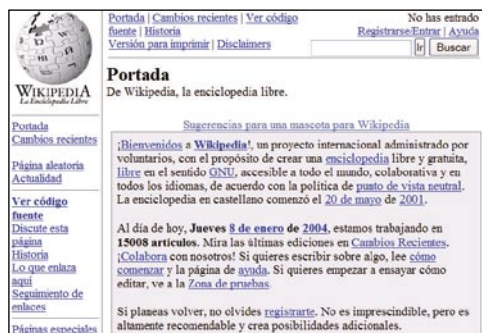 Portada | Cambios recientes | Ver código
fuente | Historia
Versión para imprimir | Disclaimers
No has entrado
Registrarse/Entrar | Ayuda
Ir Buscar
WIKIPEDIA
La Enciclopedia Libre
Portada
De Wikipedia, la enciclopedia libre.
Portada
Cambios recientes
Página aleatoria
Actualidad
Ver código
fuente
Discute esta
página
Historia
Lo que enlaza
aquí
Seguimiento de
enlaces
Páginas especiales
Sugerencias para una mascota para Wikipedia
¡Bienvenidos a Wikipedia!, un proyecto internacional administrado por
voluntarios, con el propósito de crear una enciclopedia libre y gratuita,
libre en el sentido GNU, accesible a todo el mundo, colaborativa y en
todos los idiomas, de acuerdo con la política de punto de vista neutral.
La enciclopedia en castellano comenzó el 20 de mayo de 2001.
Al día de hoy, Jueves 8 de enero de 2004, estamos trabajando en
15008 artículos. Mira las últimas ediciones en Cambios Recientes.
¡Colabora con nosotros! Si quieres escribir sobre algo, lee cómo
comenzar y la página de ayuda. Si quieres empezar a ensayar cómo
editar, ve a la Zona de pruebas.
Si planeas volver, no olvides registrarte. No es imprescindible, pero es
altamente recomendable y crea posibilidades adicionales.